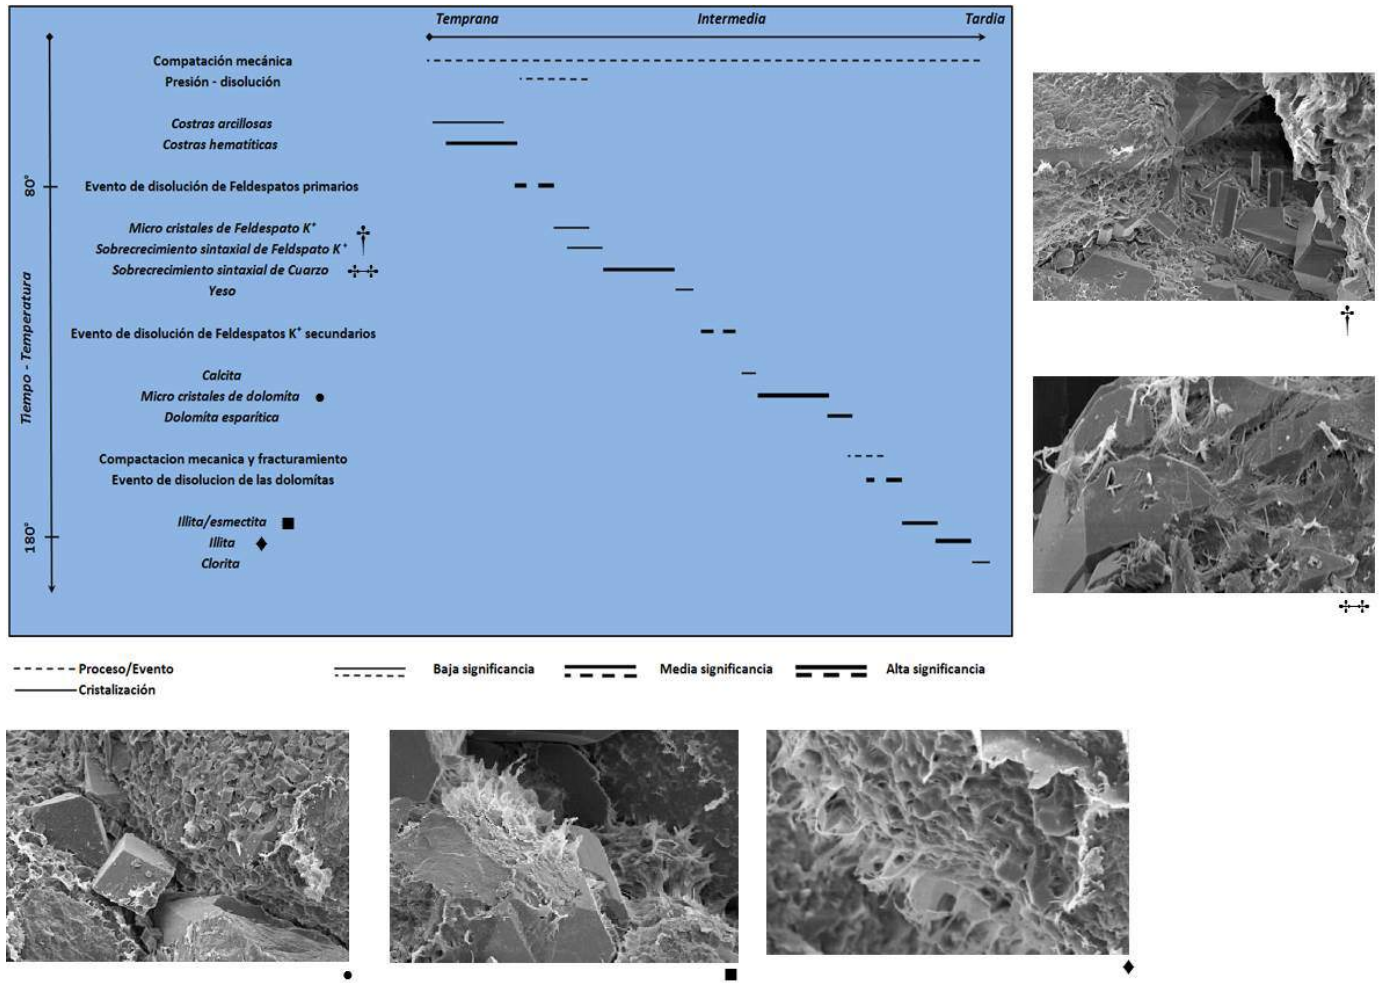 Temprana Intermedia Tardia
Compatación mecánica
Presión - disolución
Costras arcillosas
Costras hematíticas
80°
Evento de disolución de Feldespatos primarios
Micro cristales de Feldespato K⁺
†
Sobrecrecimiento sintaxial de Feldspato K⁺
Sobrecrecimiento sintaxial de Cuarzo
Yeso
Tiempo - Temperatura
Evento de disolución de Feldespatos K⁺ secundarios
Calcita
Micro cristales de dolomita ●
Dolomita esparítica
Compactacion mecanica y fracturamiento
Evento de disolucion de las dolomitas
Illita/esmectita ■
180°
Illita ♦
Clorita
†
Proceso/Evento Baja significancia Media significancia Alta significancia
Cristalización
● ■ ♦